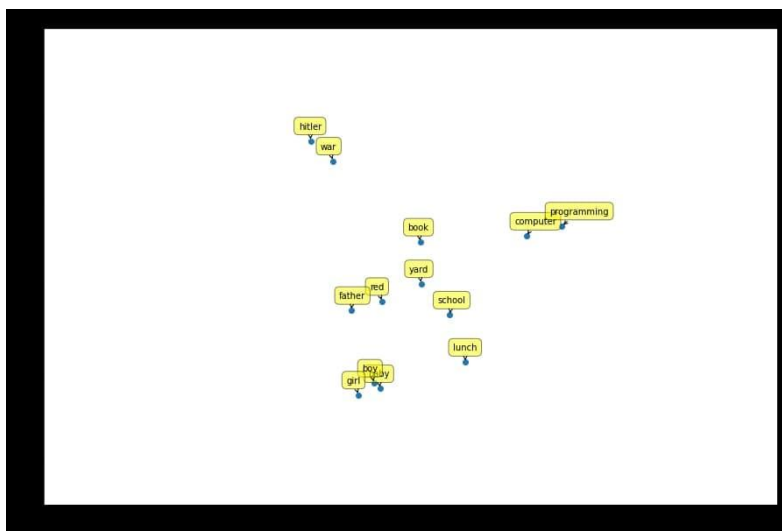 hitler
war
programming
computer
book
yard
red
father
school
lunch
boy
girl